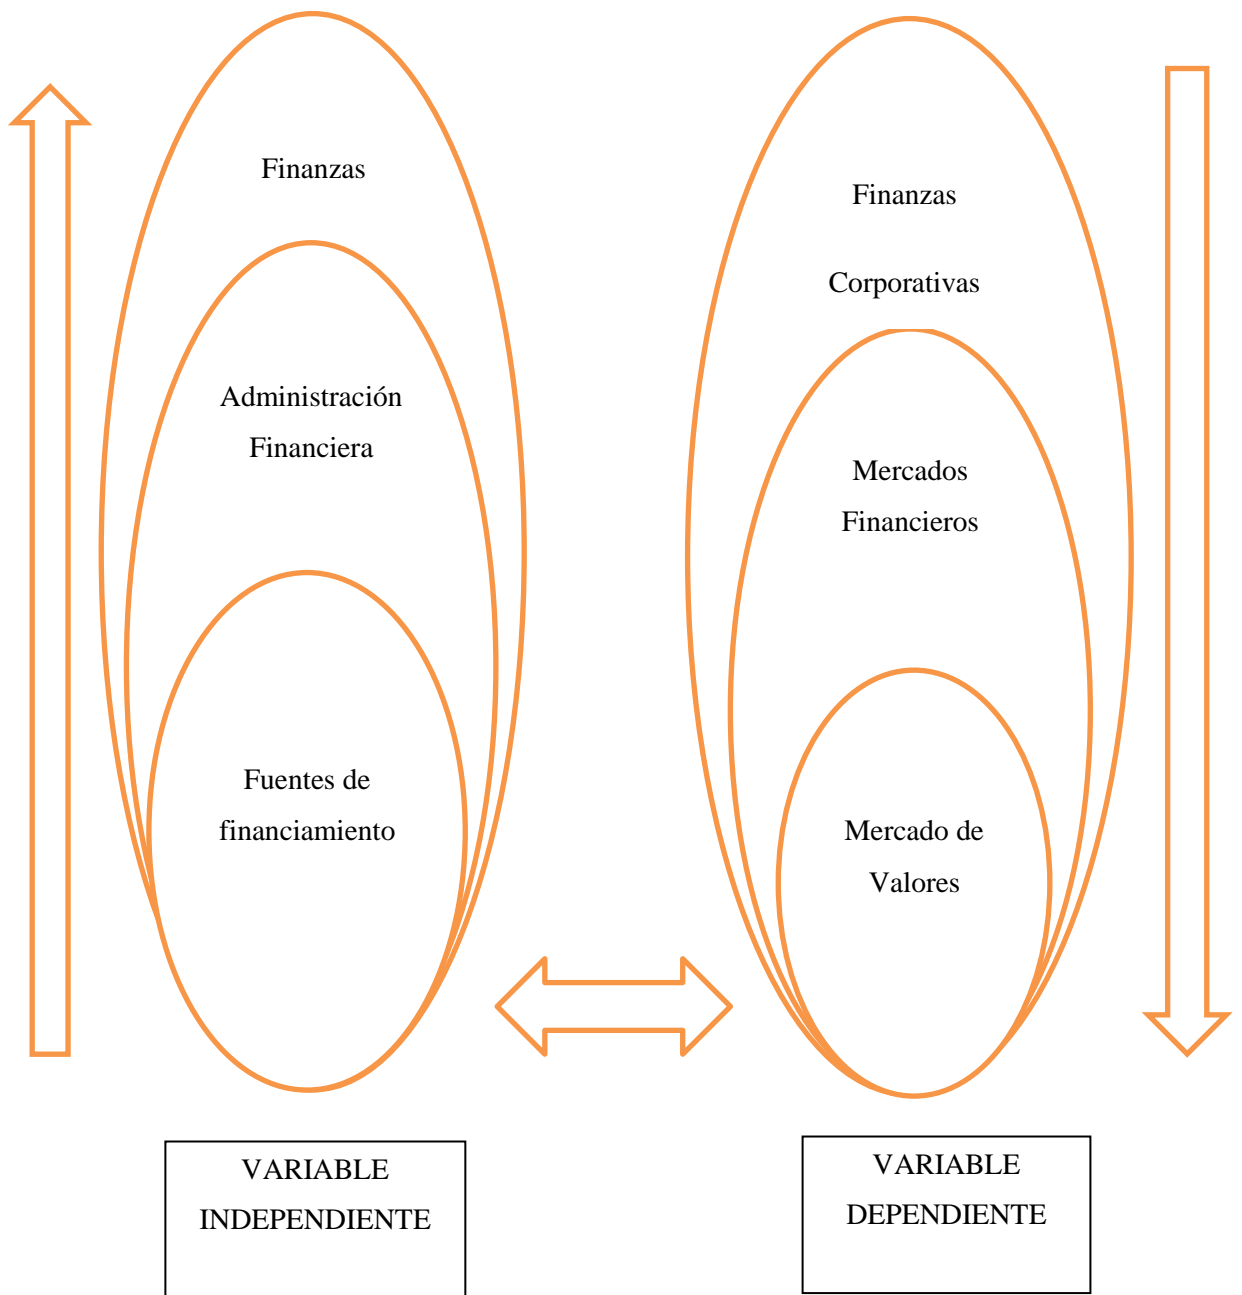 Finanzas
Administración
Financiera
Fuentes de
financiamiento
VARIABLE
INDEPENDIENTE
Finanzas
Corporativas
Mercados
Financieros
Mercado de
Valores
VARIABLE
DEPENDIENTE